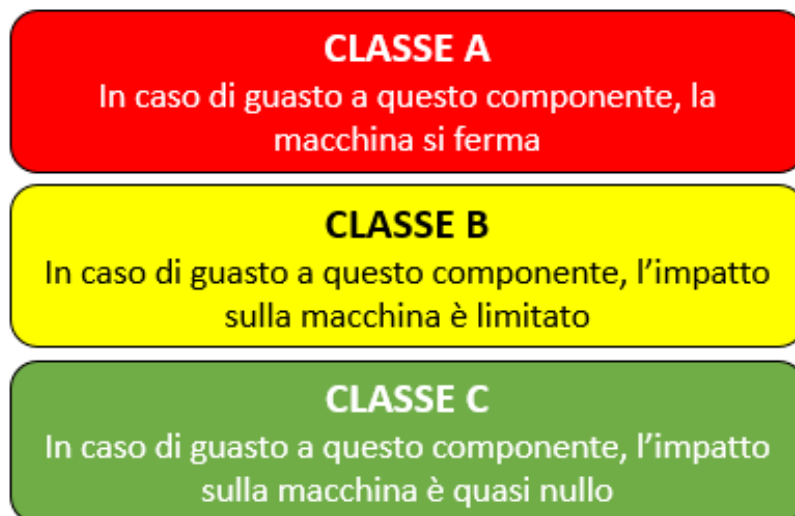 CLASSE A
In caso di guasto a questo componente, la
macchina si ferma
CLASSE B
In caso di guasto a questo componente, l’impatto
sulla macchina è limitato
CLASSE C
In caso di guasto a questo componente, l’impatto
sulla macchina è quasi nullo